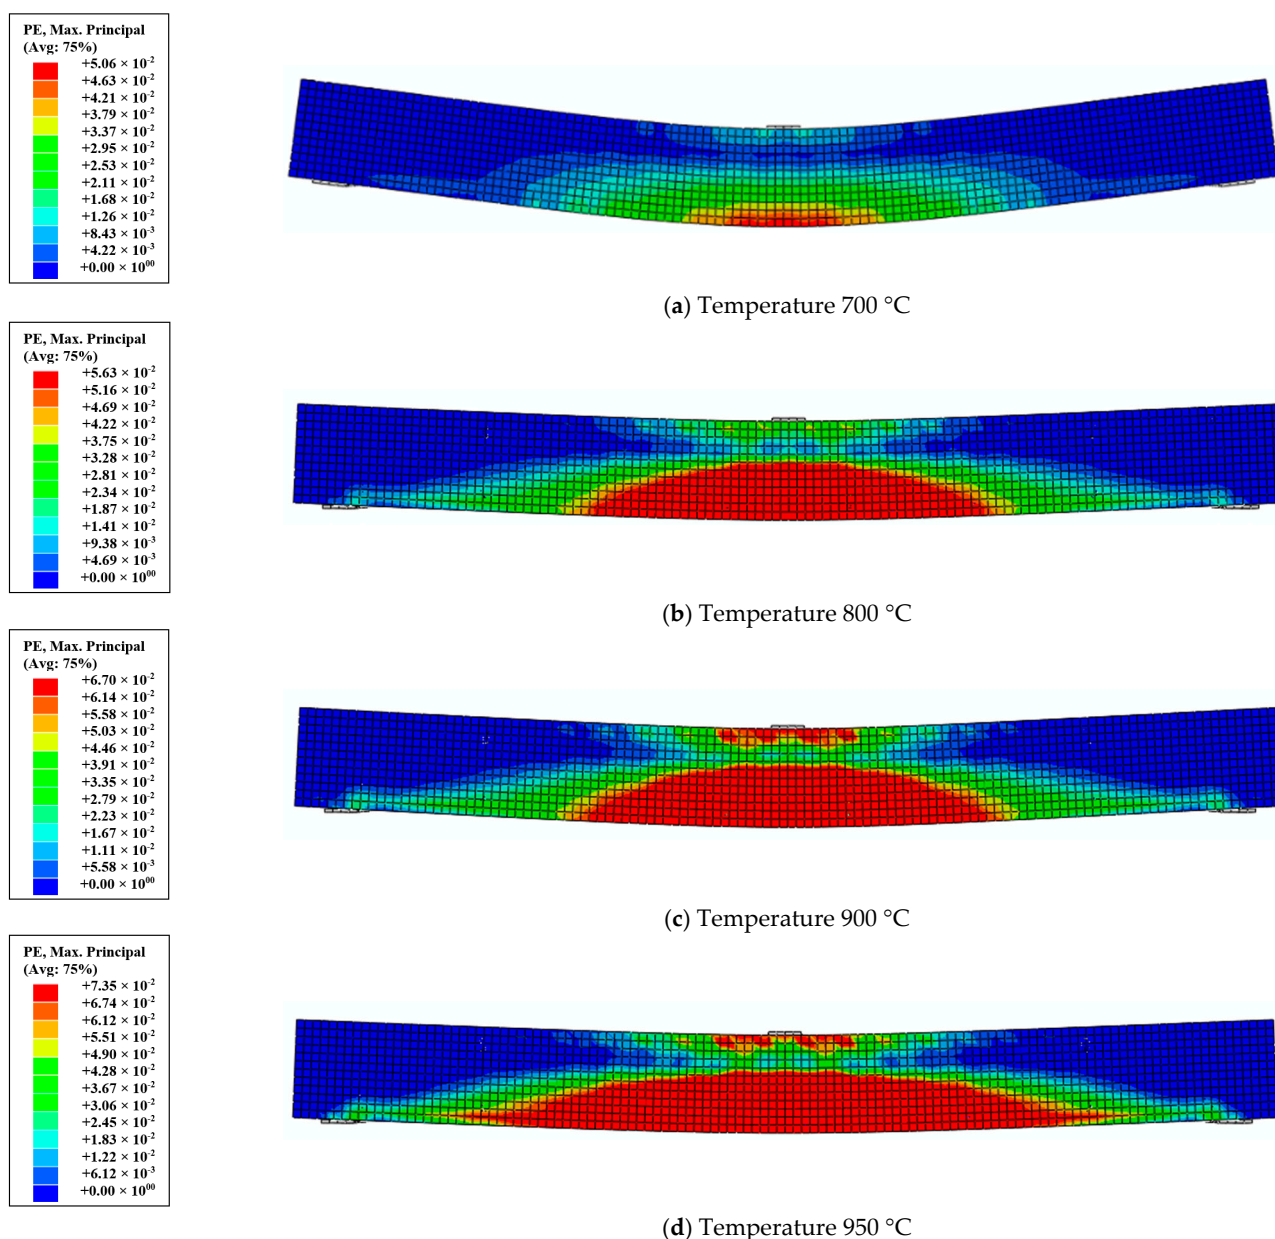 PE, Max. Principal
(Avg: 75%)
+5.06 × 10⁻²
+4.63 × 10⁻²
+4.21 × 10⁻²
+3.79 × 10⁻²
+3.37 × 10⁻²
+2.95 × 10⁻²
+2.53 × 10⁻²
+2.11 × 10⁻²
+1.68 × 10⁻²
+1.26 × 10⁻²
+8.43 × 10⁻³
+4.22 × 10⁻³
+0.00 × 10⁰⁰
(a) Temperature 700 °C
PE, Max. Principal
(Avg: 75%)
+5.63 × 10⁻²
+5.16 × 10⁻²
+4.69 × 10⁻²
+4.22 × 10⁻²
+3.75 × 10⁻²
+3.28 × 10⁻²
+2.81 × 10⁻²
+2.34 × 10⁻²
+1.87 × 10⁻²
+1.41 × 10⁻²
+9.38 × 10⁻³
+4.69 × 10⁻³
+0.00 × 10⁰⁰
(b) Temperature 800 °C
PE, Max. Principal
(Avg: 75%)
+6.70 × 10⁻²
+6.14 × 10⁻²
+5.58 × 10⁻²
+5.03 × 10⁻²
+4.46 × 10⁻²
+3.91 × 10⁻²
+3.35 × 10⁻²
+2.79 × 10⁻²
+2.23 × 10⁻²
+1.67 × 10⁻²
+1.11 × 10⁻²
+5.58 × 10⁻³
+0.00 × 10⁰⁰
(c) Temperature 900 °C
PE, Max. Principal
(Avg: 75%)
+7.35 × 10⁻²
+6.74 × 10⁻²
+6.12 × 10⁻²
+5.51 × 10⁻²
+4.90 × 10⁻²
+4.28 × 10⁻²
+3.67 × 10⁻²
+3.06 × 10⁻²
+2.45 × 10⁻²
+1.83 × 10⁻²
+1.22 × 10⁻²
+6.12 × 10⁻³
+0.00 × 10⁰⁰
(d) Temperature 950 °C